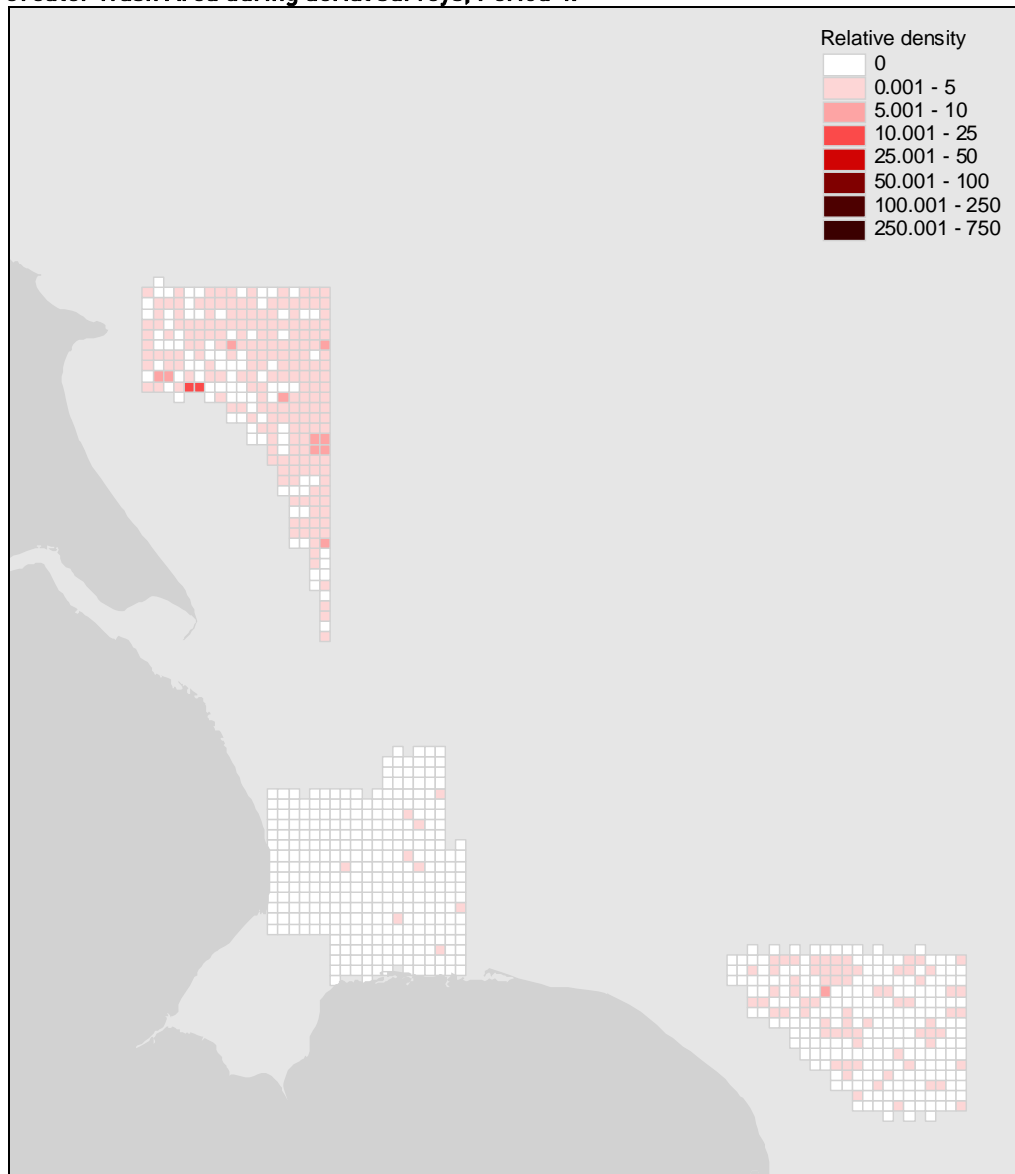 Greater Wash Area during aerial surveys, Period
Relative density
0
0.001 - 5
5.001 - 10
10.001 - 25
25.001 - 50
50.001 - 100
100.001 - 250
250.001 - 750